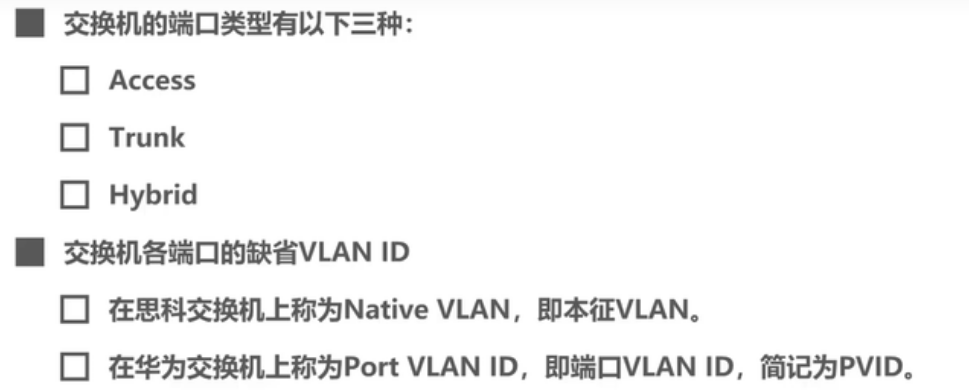 交换机的端口类型有以下三种：
Access
Trunk
Hybrid
交换机各端口的缺省VLAN ID
在思科交换机上称为Native VLAN，即本征VLAN。
在华为交换机上称为Port VLAN ID，即端口VLAN ID，简记为PVID。